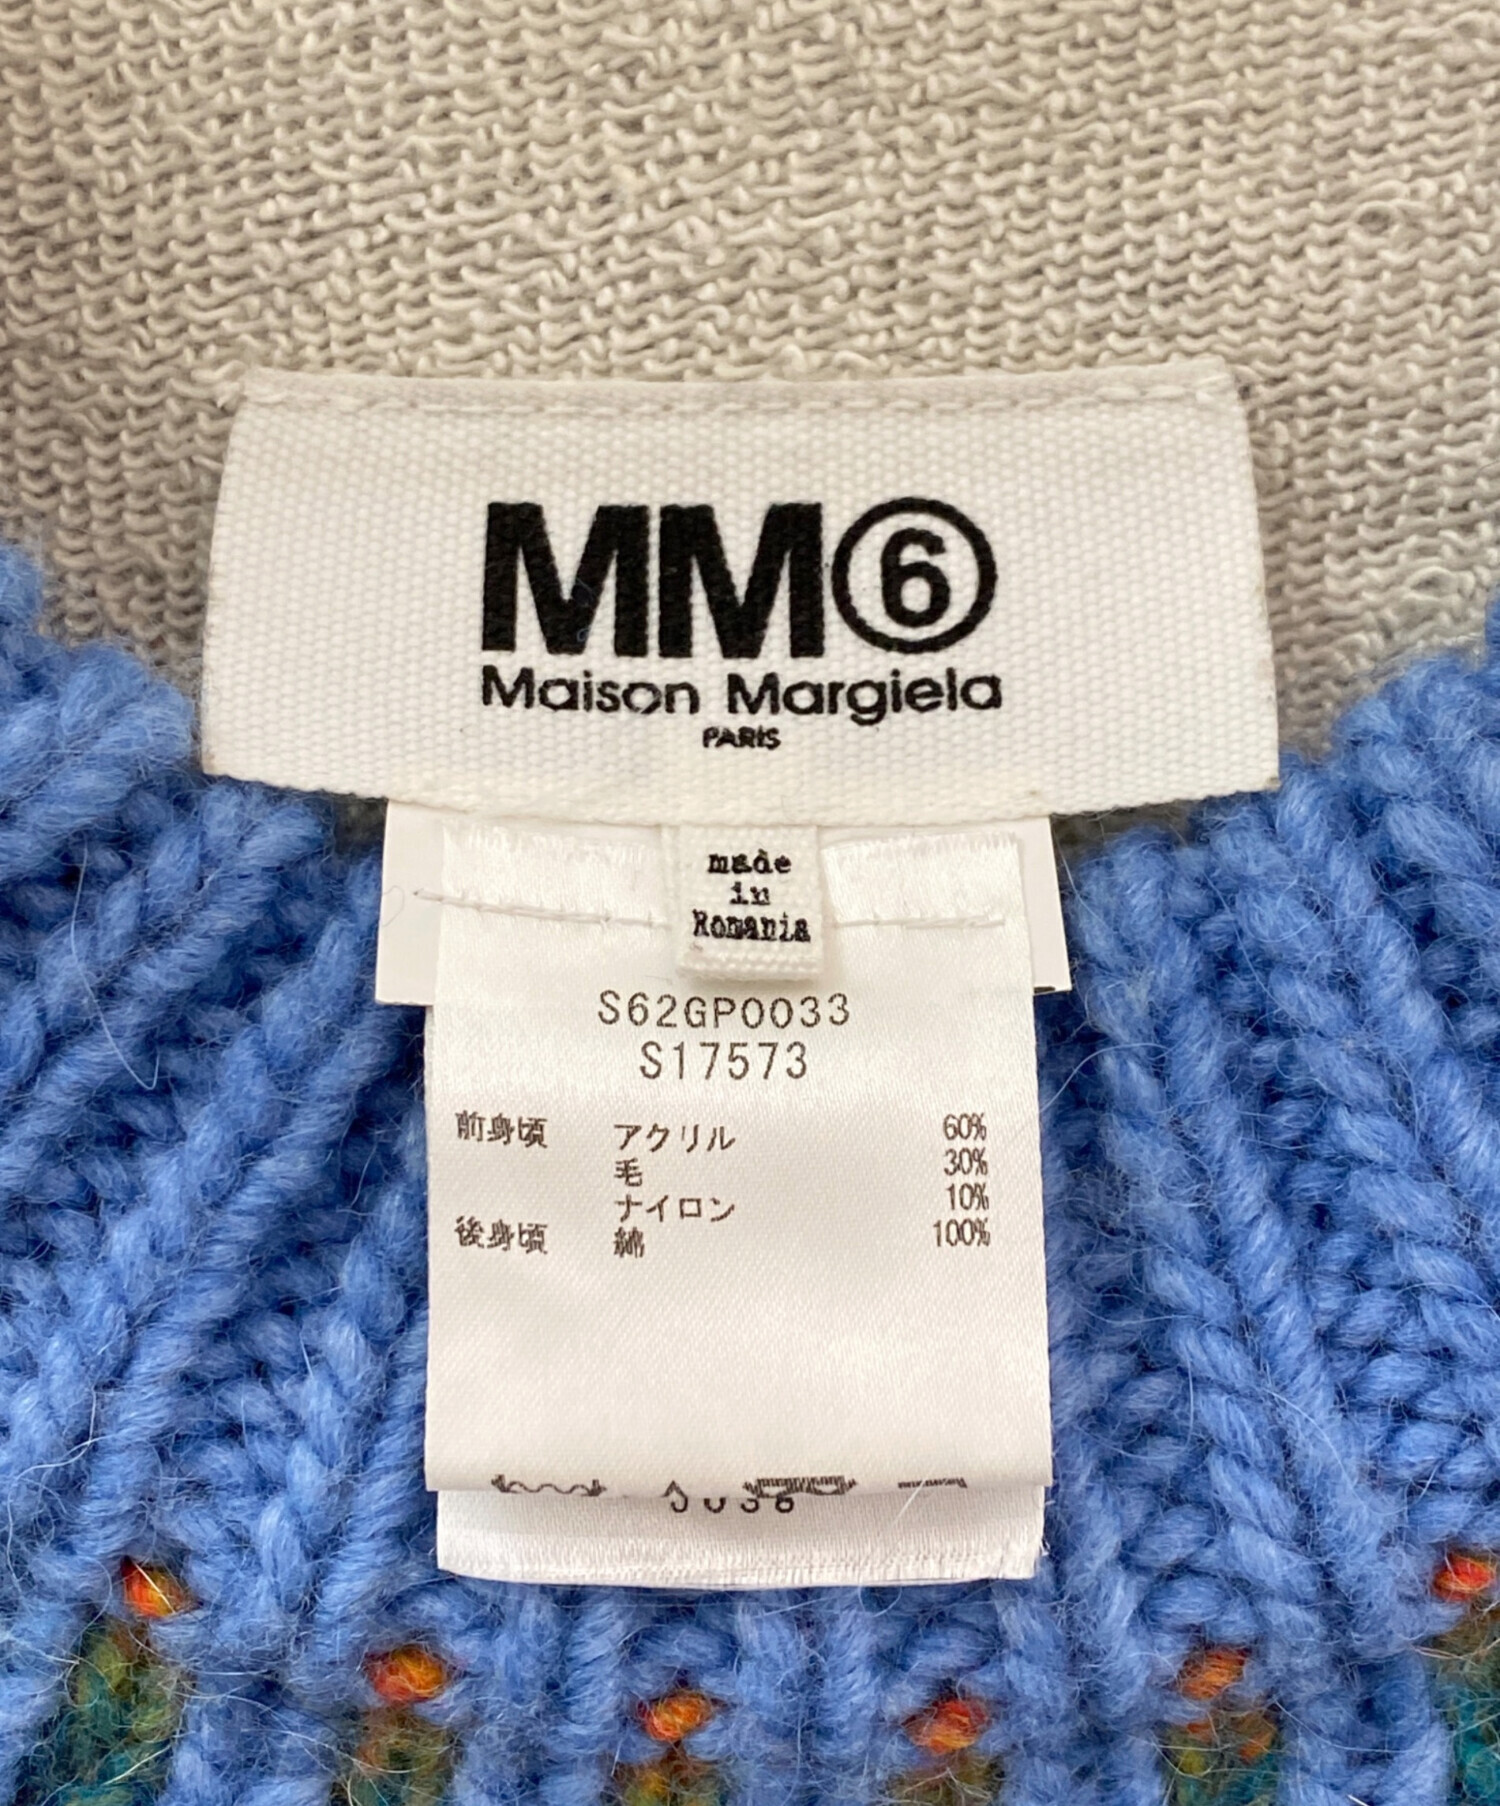 MM⑥
Maison Margiela
PARIS
made
in
Romania
S62GP0033
S17573
前身頃 アクリル 60%
毛 30%
ナイロン 10%
後身頃 綿 100%